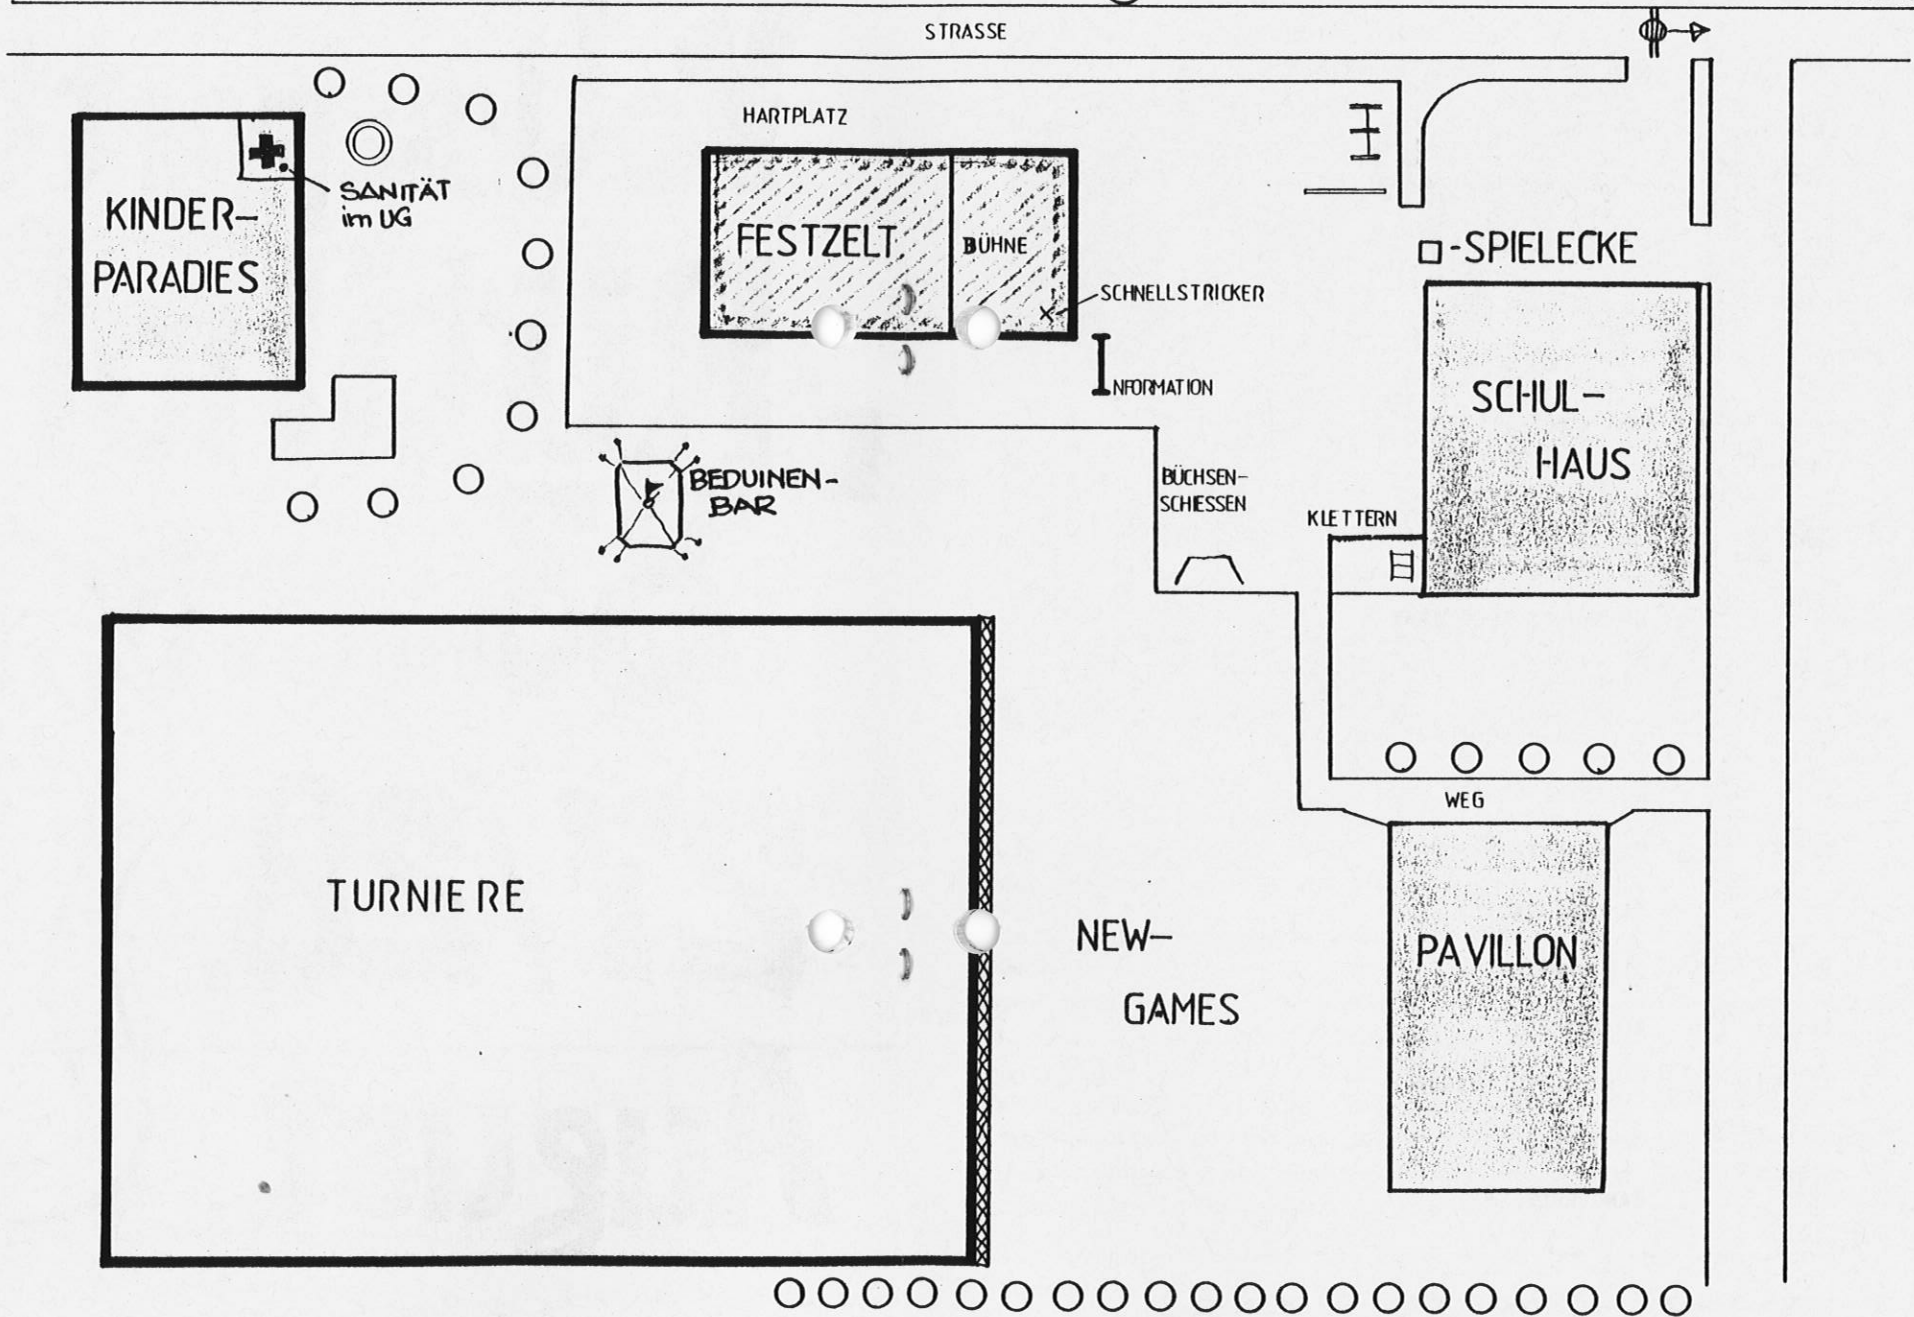 STRASSE
HARTPLATZ
SANITÄT
im UG
KINDER-
PARADIES
FESTZELT
BÜHNE
-SPIELECKE
SCHNELLSTRICKER
INFORMATION
SCHUL-
HAUS
BEDUINEN-
BAR
BÜCHSEN-
SCHIESSEN
KLETTERN
WEG
TURNIERE
NEW-
GAMES
PAVILLON